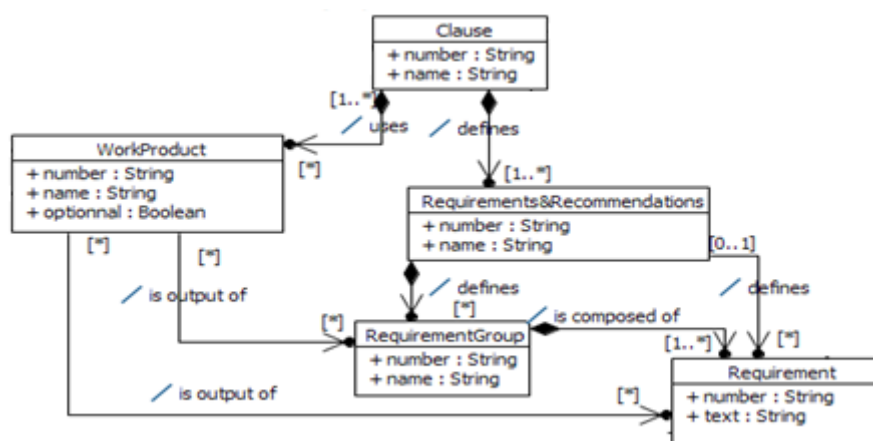 Clause
+ number : String
+ name : String
[1..*]
uses
defines
WorkProduct
+ number : String
+ name : String
+ optionnal : Boolean
[*]
[1..*]
Requirements&Recommendations
+ number : String
+ name : String
[*]
[*]
[0..1]
is output of
defines
defines
[*]
[*]
is composed of
RequirementGroup
+ number : String
+ name : String
[1..*]
[*]
Requirement
+ number : String
+ text : String
is output of
[*]